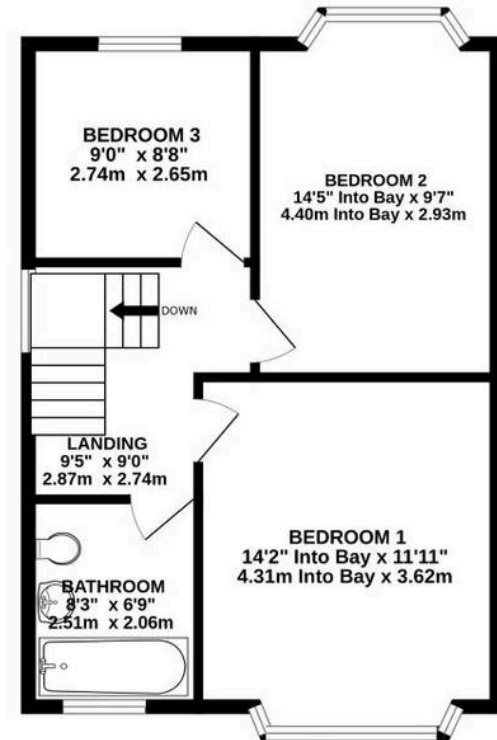 BEDROOM 3
9'0" x 8'8"
2.74m x 2.65m
BEDROOM 2
14'5" Into Bay x 9'7"
4.40m Into Bay x 2.93m
DOWN
LANDING
9'5" x 9'0"
2.87m x 2.74m
BEDROOM 1
14'2" Into Bay x 11'11"
4.31m Into Bay x 3.62m
BATHROOM
8'3" x 6'9"
2.51m x 2.06m